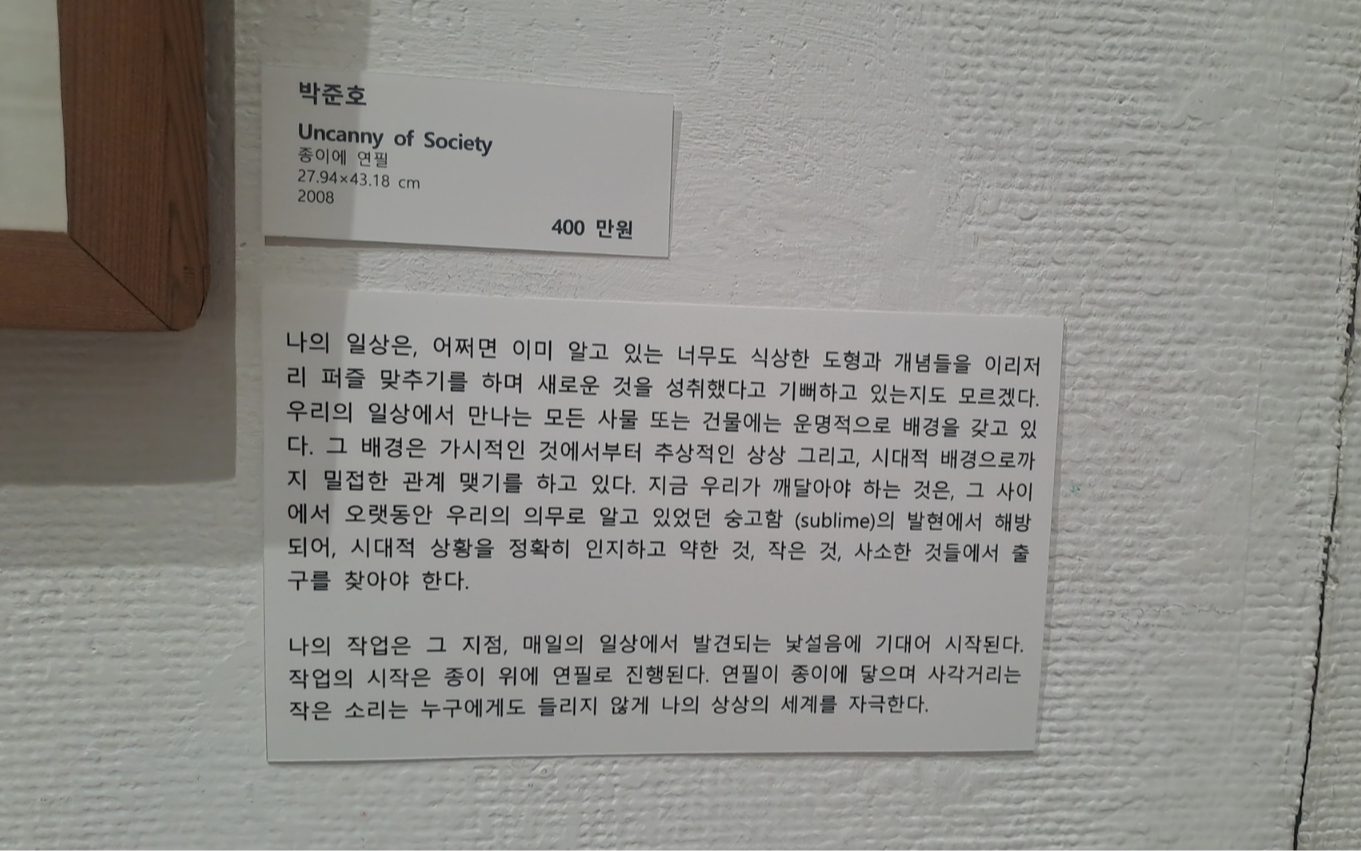 박준호
Uncanny of Society
종이에 연필
27.94×43.18 cm
2008
400 만원
나의 일상은, 어쩌면 이미 알고 있는 너무도 식상한 도형과 개념들을 이리저
리 퍼즐 맞추기를 하며 새로운 것을 성취했다고 기뻐하고 있는지도 모르겠다.
우리의 일상에서 만나는 모든 사물 또는 건물에는 운명적으로 배경을 갖고 있
다. 그 배경은 가시적인 것에서부터 추상적인 상상 그리고, 시대적 배경으로까
지 밀접한 관계 맺기를 하고 있다. 지금 우리가 깨달아야 하는 것은, 그 사이
에서 오랫동안 우리의 의무로 알고 있었던 숭고함 (sublime)의 발현에서 해방
되어, 시대적 상황을 정확히 인지하고 약한 것, 작은 것, 사소한 것들에서 출
구를 찾아야 한다.
나의 작업은 그 지점, 매일의 일상에서 발견되는 낯설음에 기대어 시작된다.
작업의 시작은 종이 위에 연필로 진행된다. 연필이 종이에 닿으며 사각거리는
작은 소리는 누구에게도 들리지 않게 나의 상상의 세계를 자극한다.